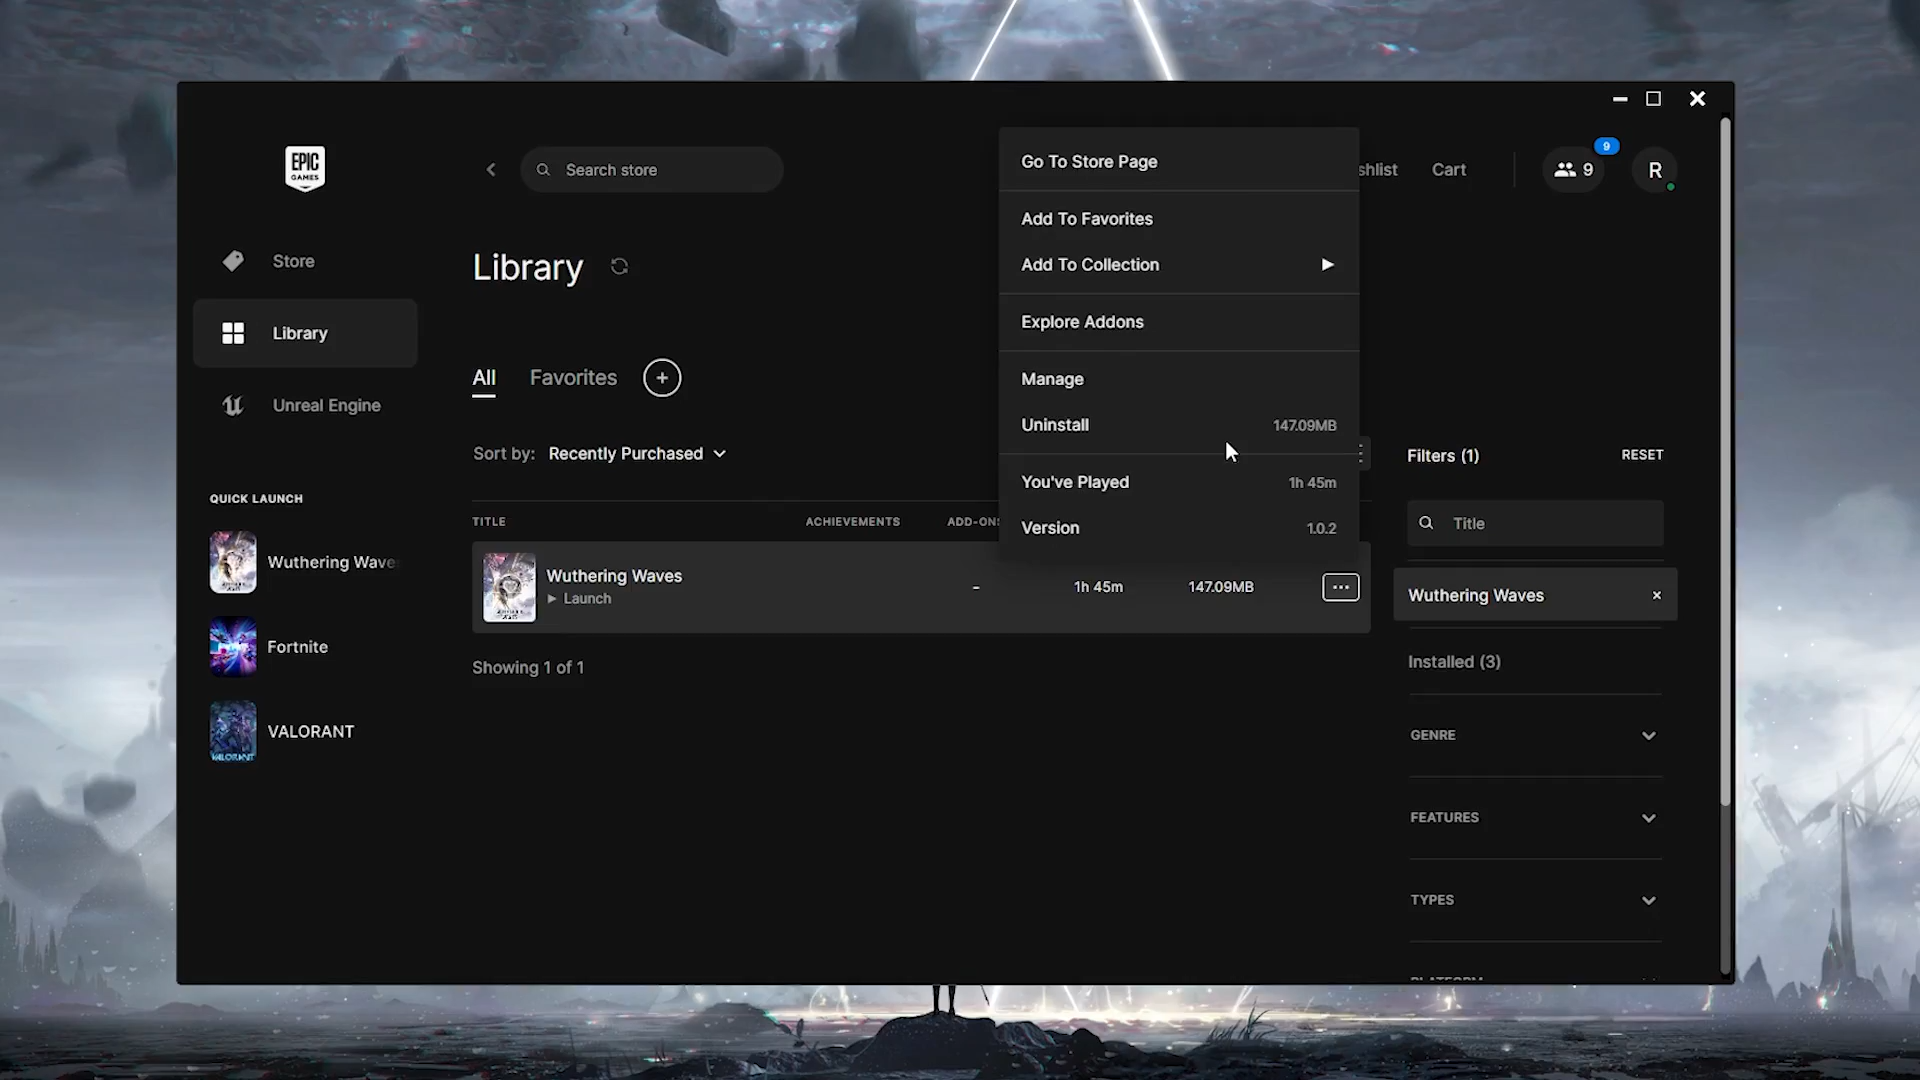 EPIC
GAMES
Search store
shlist
Cart
9
9
R
Store
Library
Unreal Engine
QUICK LAUNCH
Wuthering Wave
Fortnite
VALORANT
Library
All
Favorites
Sort by: Recently Purchased
TITLE
ACHIEVEMENTS
ADD-ONS
Wuthering Waves
Launch
-
1h 45m
147.09MB
...
Showing 1 of 1
Go To Store Page
Add To Favorites
Add To Collection
Explore Addons
Manage
Uninstall 147.09MB
You've Played 1h 45m
Version 1.0.2
Filters (1)
RESET
Title
Wuthering Waves
Installed (3)
GENRE
FEATURES
TYPES
PLATFORM
VALORANT